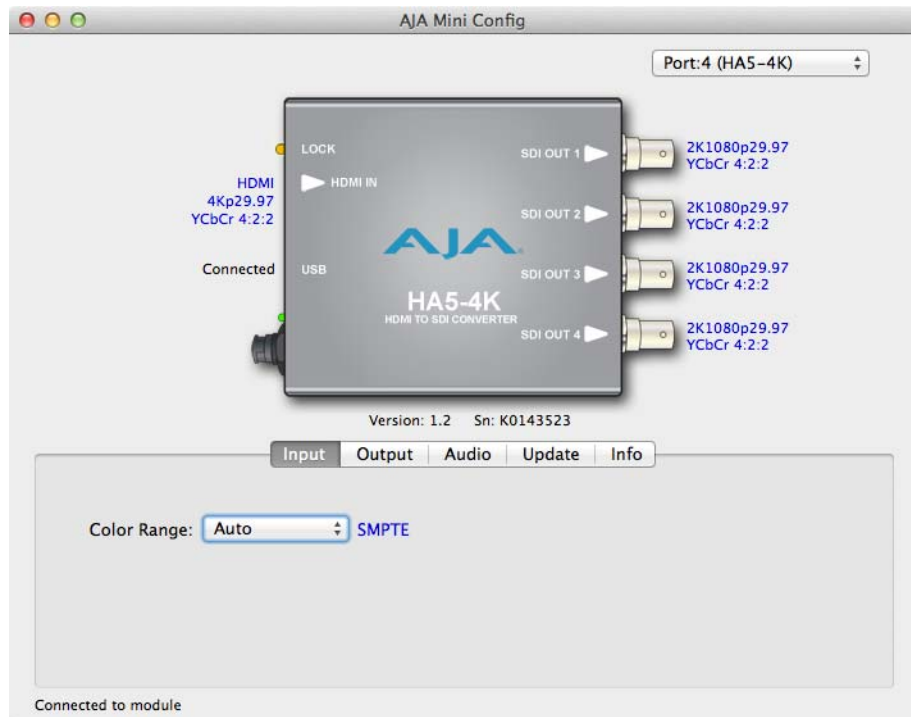 AJA Mini Config
Port:4 (HA5-4K)
LOCK
HDMI IN
HDMI
4Kp29.97
YCbCr 4:2:2
Connected
USB
AJA
HA5-4K
HDMI TO SDI CONVERTER
SDI OUT 1
2K1080p29.97
YCbCr 4:2:2
SDI OUT 2
2K1080p29.97
YCbCr 4:2:2
SDI OUT 3
2K1080p29.97
YCbCr 4:2:2
SDI OUT 4
2K1080p29.97
YCbCr 4:2:2
Version: 1.2 Sn: K0143523
Input Output Audio Update Info
Color Range: Auto SMPTE
Connected to module